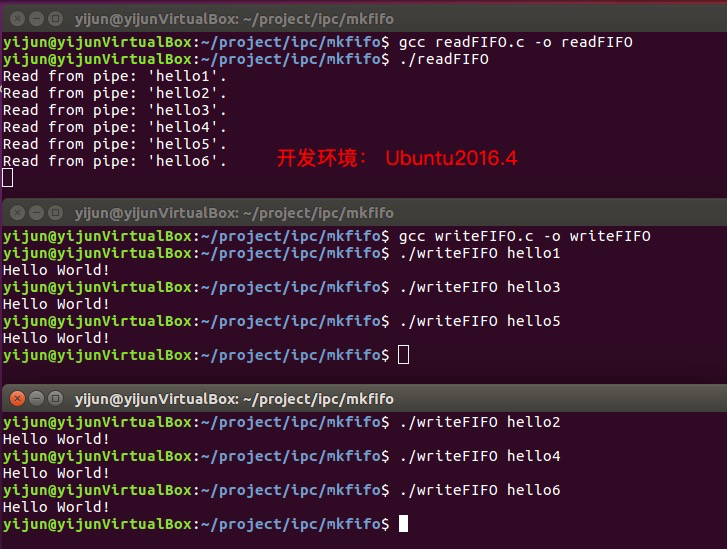 yijun@yijunVirtualBox: ~/project/ipc/mkfifo
yijun@yijunVirtualBox:~/project/ipc/mkfifo$ gcc readFIFO.c -o readFIFO
yijun@yijunVirtualBox:~/project/ipc/mkfifo$ ./readFIFO
Read from pipe: 'hello1'.
Read from pipe: 'hello2'.
Read from pipe: 'hello3'.
Read from pipe: 'hello4'.
Read from pipe: 'hello5'.
Read from pipe: 'hello6'. 开发环境： Ubuntu2016.4
yijun@yijunVirtualBox: ~/project/ipc/mkfifo
yijun@yijunVirtualBox:~/project/ipc/mkfifo$ gcc writeFIFO.c -o writeFIFO
yijun@yijunVirtualBox:~/project/ipc/mkfifo$ ./writeFIFO hello1
Hello World!
yijun@yijunVirtualBox:~/project/ipc/mkfifo$ ./writeFIFO hello3
Hello World!
yijun@yijunVirtualBox:~/project/ipc/mkfifo$ ./writeFIFO hello5
Hello World!
yijun@yijunVirtualBox:~/project/ipc/mkfifo$
yijun@yijunVirtualBox: ~/project/ipc/mkfifo
yijun@yijunVirtualBox:~/project/ipc/mkfifo$ ./writeFIFO hello2
Hello World!
yijun@yijunVirtualBox:~/project/ipc/mkfifo$ ./writeFIFO hello4
Hello World!
yijun@yijunVirtualBox:~/project/ipc/mkfifo$ ./writeFIFO hello6
Hello World!
yijun@yijunVirtualBox:~/project/ipc/mkfifo$